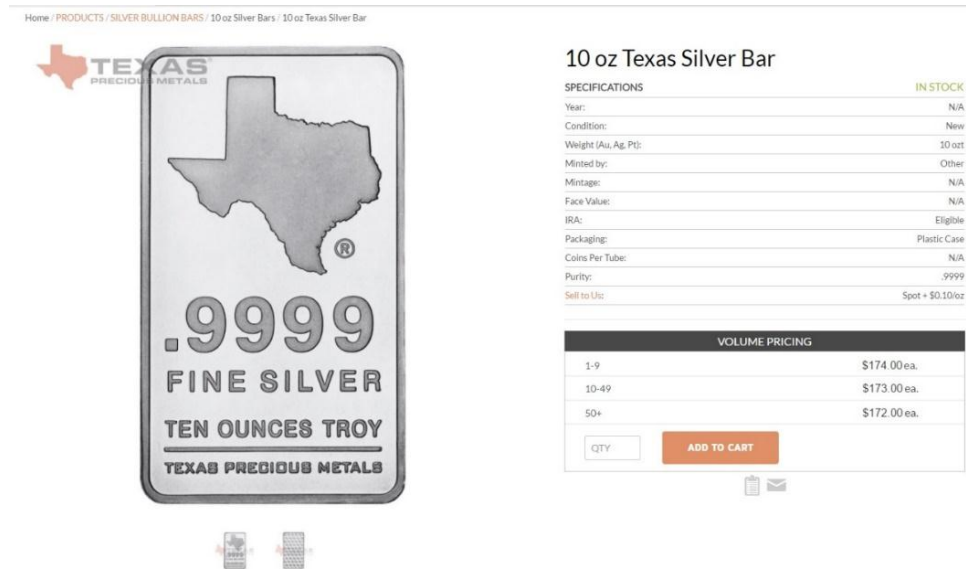 Home / PRODUCTS / SILVER BULLION BARS / 10 oz Silver Bars / 10 oz Texas Silver Bar
TEXAS
PRECIOUS METALS
®
.9999
FINE SILVER
TEN OUNCES TROY
TEXAS PRECIOUS METALS
10 oz Texas Silver Bar
SPECIFICATIONS IN STOCK
Year: N/A
Condition: New
Weight (Au, Ag, Pt): 10 ozt
Minted by: Other
Mintage: N/A
Face Value: N/A
IRA: Eligible
Packaging: Plastic Case
Coins Per Tube: N/A
Purity: .9999
Sell to Us: Spot + $0.10/oz
VOLUME PRICING
1-9 $174.00 ea.
10-49 $173.00 ea.
50+ $172.00 ea.
QTY ADD TO CART